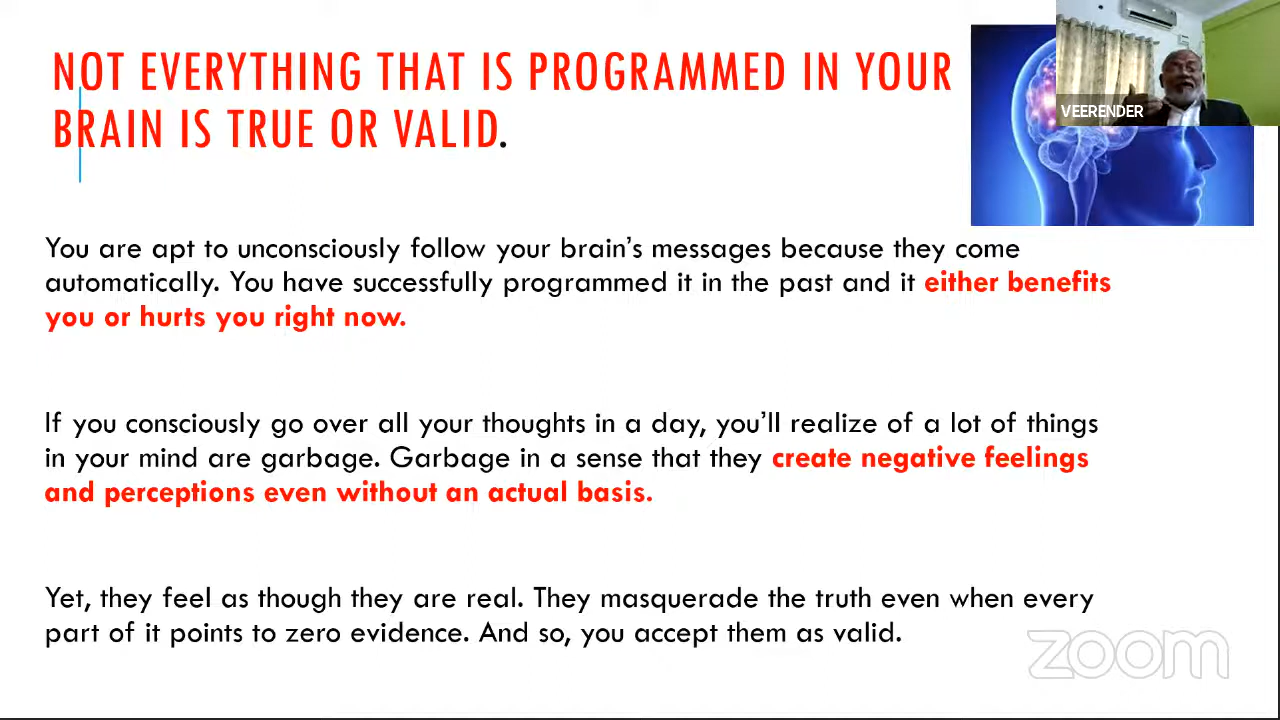 NOT EVERYTHING THAT IS PROGRAMMED IN YOUR
BRAIN IS TRUE OR VALID.
VEERENDER
You are apt to unconsciously follow your brain's messages because they come
automatically. You have successfully programmed it in the past and it either benefits
you or hurts you right now.
If you consciously go over all your thoughts in a day, you'll realize of a lot of things
in your mind are garbage. Garbage in a sense that they create negative feelings
and perceptions even without an actual basis.
Yet, they feel as though they are real. They masquerade the truth even when every
part of it points to zero evidence. And so, you accept them as valid.
zoom